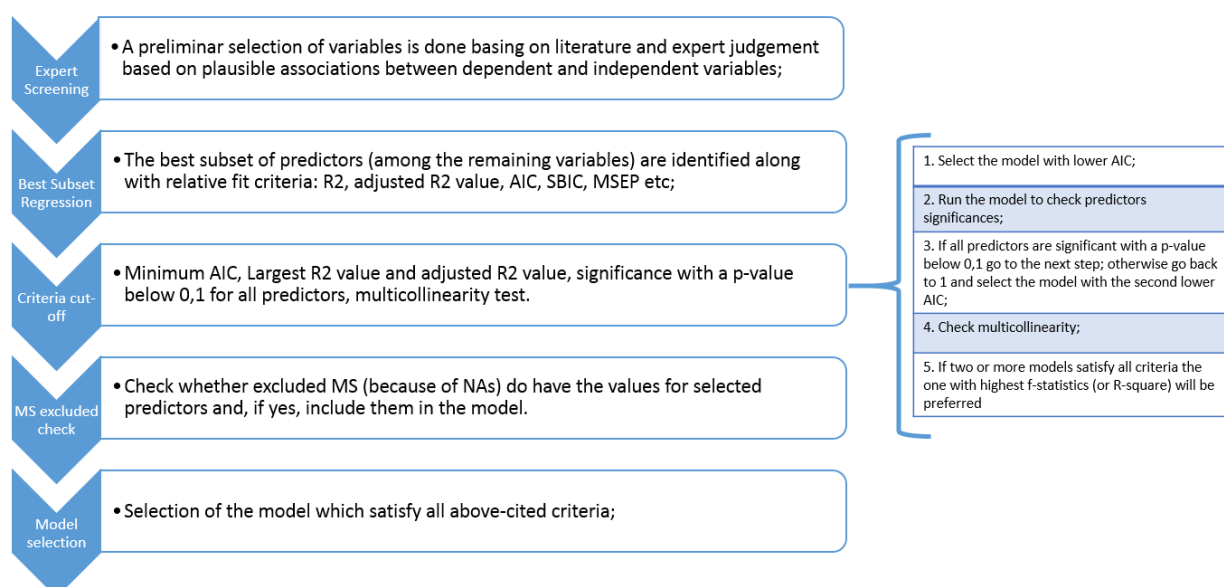 Expert
Screening
• A preliminar selection of variables is done basing on literature and expert judgement
based on plausible associations between dependent and independent variables;
Best Subset
Regression
• The best subset of predictors (among the remaining variables) are identified along
with relative fit criteria: R2, adjusted R2 value, AIC, SBIC, MSEP etc;
Criteria cut-
off
• Minimum AIC, Largest R2 value and adjusted R2 value, significance with a p-value
below 0,1 for all predictors, multicollinearity test.
1. Select the model with lower AIC;
2. Run the model to check predictors
significances;
3. If all predictors are significant with a p-value
below 0,1 go to the next step; otherwise go back
to 1 and select the model with the second lower
AIC;
4. Check multicollinearity;
5. If two or more models satisfy all criteria the
one with highest f-statistics (or R-square) will be
preferred
MS excluded
check
• Check whether excluded MS (because of NAs) do have the values for selected
predictors and, if yes, include them in the model.
Model
selection
• Selection of the model which satisfy all above-cited criteria;